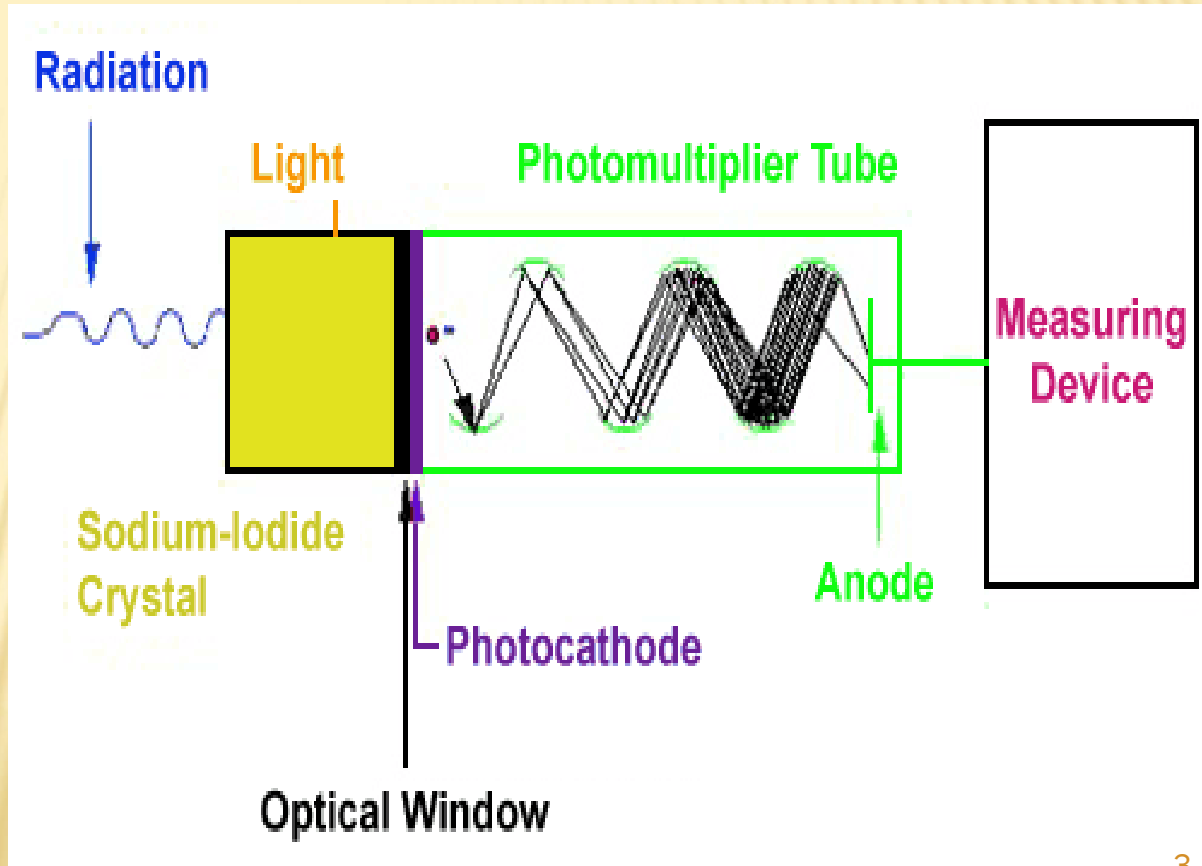 Radiation
Light
Photomultiplier Tube
e-
Measuring
Device
Sodium-Iodide
Crystal
Anode
Photocathode
Optical Window
3